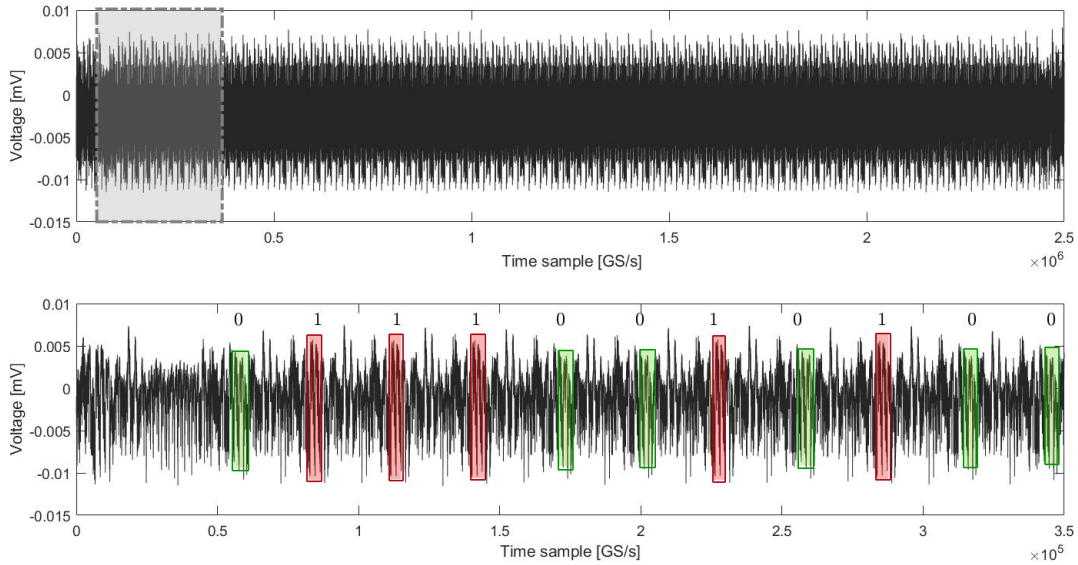 0.01
0.005
0
-0.005
-0.01
-0.015
Voltage [mV]
0 0.5 1 1.5 2 2.5
Time sample [GS/s]
×10^6
0 1 1 1 0 0 1 0 1 0 0
0.01
0.005
0
-0.005
-0.01
-0.015
Voltage [mV]
0 0.5 1 1.5 2 2.5 3 3.5
Time sample [GS/s]
×10^5